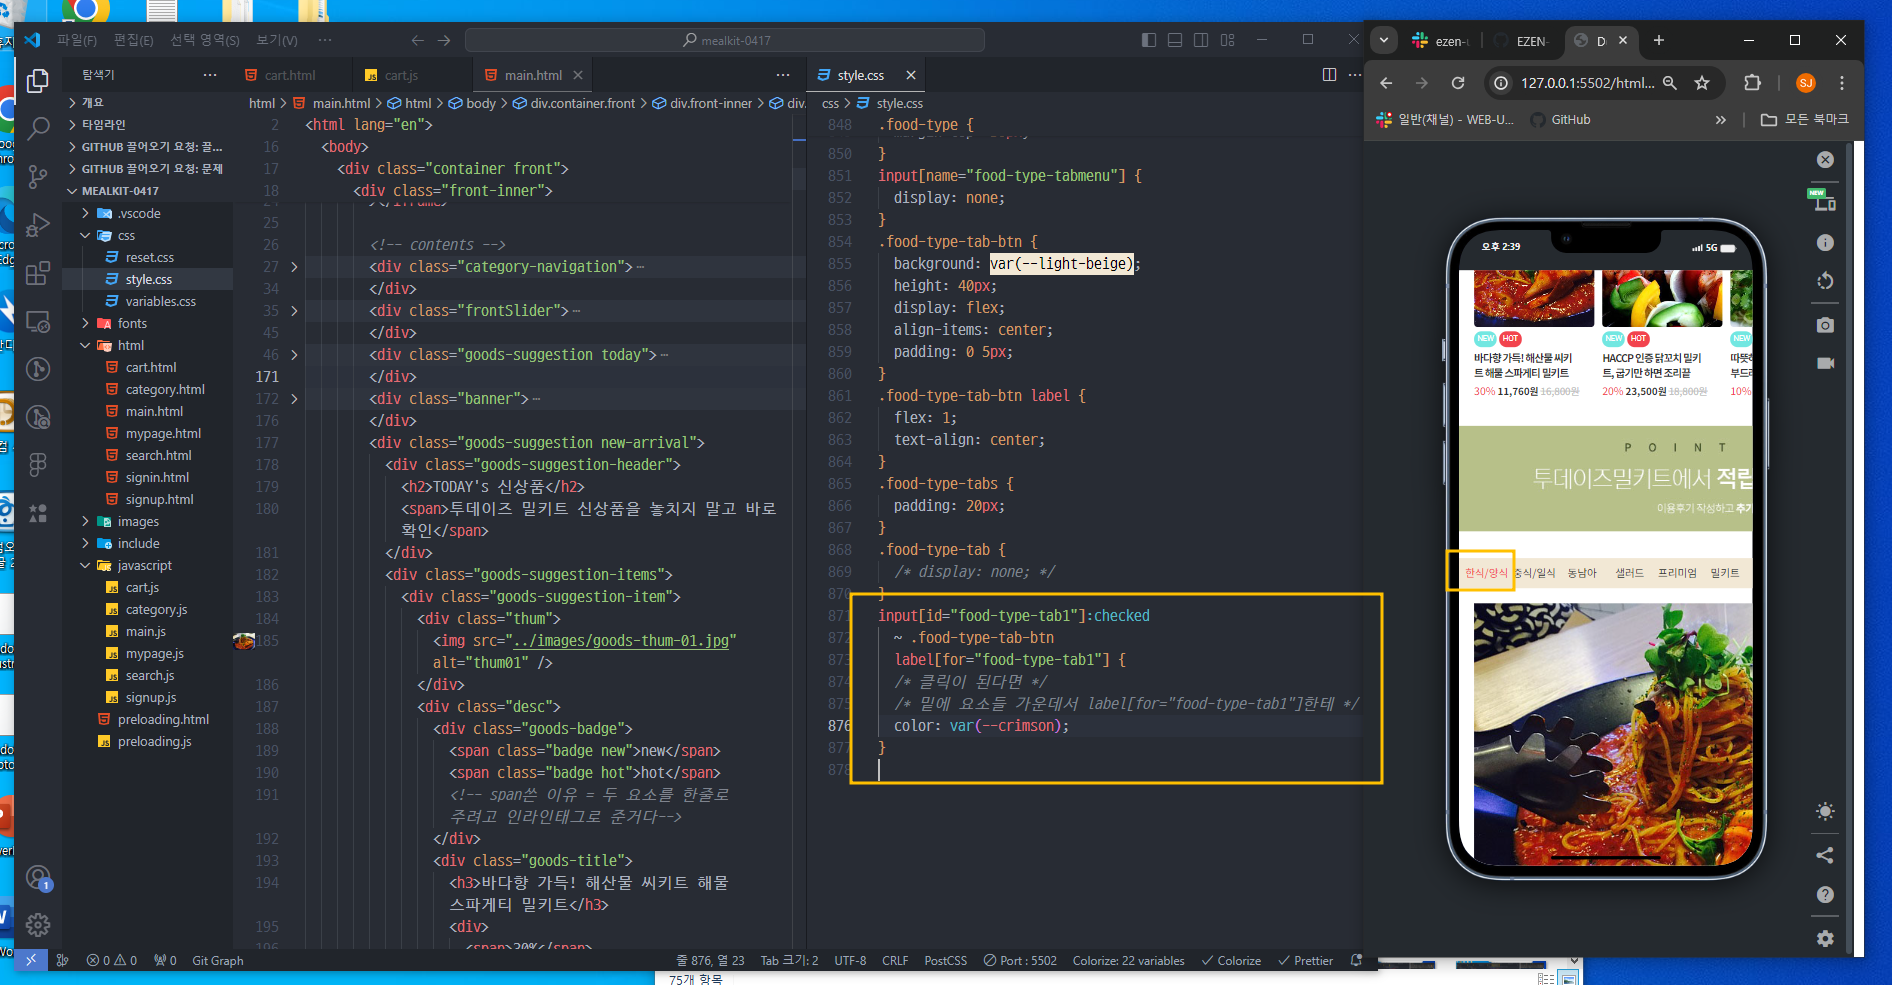 파일(F) 편집(E) 선택 영역(S) 보기(V) ···
mealkit-0417
탐색기
개요
타임라인
GITHUB 끌어오기 요청: 끌...
GITHUB 끌어오기 요청: 문제
MEALKIT-0417
.vscode
css
reset.css
style.css
variables.css
fonts
html
cart.html
category.html
main.html
mypage.html
search.html
signin.html
signup.html
images
include
javascript
cart.js
category.js
main.js
mypage.js
search.js
signup.js
preloading.html
preloading.js
cart.html
cart.js
main.html
html > main.html > html > body > div.container.front > div.front-inner > div.
2 <html lang="en">
16 <body>
17 <div class="container front">
18 <div class="front-inner">
24 ></iframe>
25
26 <!-- contents -->
27 <div class="category-navigation">···
34 </div>
35 <div class="frontSlider">···
45 </div>
46 <div class="goods-suggestion today">···
171 </div>
172 <div class="banner">···
176 </div>
177 <div class="goods-suggestion new-arrival">
178 <div class="goods-suggestion-header">
179 <h2>TODAY's 신상품</h2>
180 <span>투데이즈 밀키트 신상품을 놓치지 말고 바로
확인</span>
181 </div>
182 <div class="goods-suggestion-items">
183 <div class="goods-suggestion-item">
184 <div class="thum">
185 <img src="../images/goods-thum-01.jpg"
alt="thum01" />
186 </div>
187 <div class="desc">
188 <div class="goods-badge">
189 <span class="badge new">new</span>
190 <span class="badge hot">hot</span>
191 <!-- span쓴 이유 = 두 요소를 한줄로
주려고 인라인태그로 준거다-->
192 </div>
193 <div class="goods-title">
194 <h3>바다향 가득! 해산물 씨키트 해물
스파게티 밀키트</h3>
195 <div>
196 <span>30%</span>
style.css
css > style.css
848 .food-type {
850 }
851 input[name="food-type-tabmenu"] {
852 display: none;
853 }
854 .food-type-tab-btn {
855 background: var(--light-beige);
856 height: 40px;
857 display: flex;
858 align-items: center;
859 padding: 0 5px;
860 }
861 .food-type-tab-btn label {
862 flex: 1;
863 text-align: center;
864 }
865 .food-type-tabs {
866 padding: 20px;
867 }
868 .food-type-tab {
869 /* display: none; */
870 }
871 input[id="food-type-tab1"]:checked
872 ~ .food-type-tab-btn
873 label[for="food-type-tab1"] {
874 /* 클릭이 된다면 */
875 /* 밑에 요소들 가운데서 label[for="food-type-tab1"]한테 */
876 color: var(--crimson);
877 }
878
1
0 0 0 Git Graph
줄 876, 열 23 Tab 크기: 2 UTF-8 CRLF PostCSS Port : 5502 Colorize: 22 variables Colorize Prettier
75개 항목
ezen-
EZEN-
D
127.0.0.1:5502/html...
SJ
일반(채널) - WEB-U...
GitHub
모든 북마크
NEW
오후 2:39
5G
NEW HOT
바다향 가득! 해산물 씨키
트 해물 스파게티 밀키트
30% 11,760원 16,800원
NEW HOT
HACCP 인증 닭꼬치 밀키
트, 굽기만 하면 조리끝
20% 23,500원 18,800원
NEW
따뜻하
부드러
10%
POINT
투데이즈밀키트에서 적립
이용후기 작성하고 추가
한식/양식 중식/일식 동남아 샐러드 프리미엄 밀키트